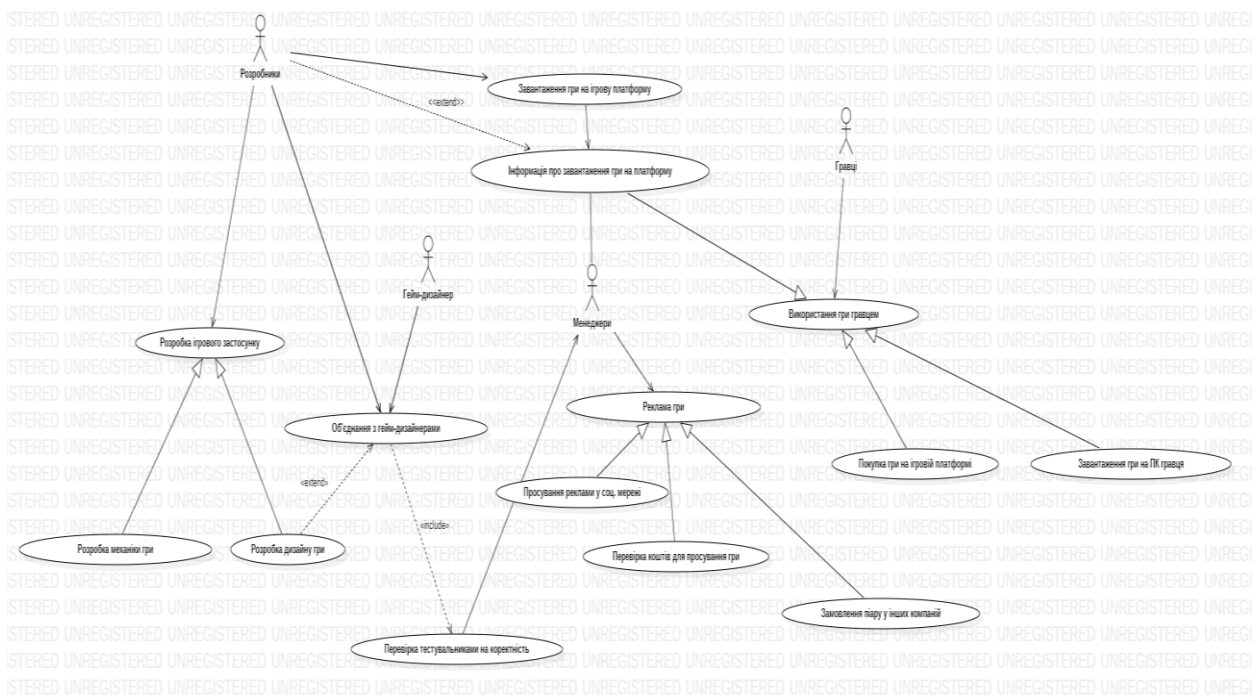 Розробники
Завантаження гри на ігрову платформу
<<extend>>
Гравці
Інформація про завантаження гри на платформу
Гейм-дизайнер
Менеджери
Використання гри гравцем
Розробка ігрового застосунку
Реклама гри
Об'єднання з гейм-дизайнерами
Покупка гри на ігровій платформі
Завантаження гри на ПК гравця
«extend»
Просування реклами у соц. мережі
«include»
Розробка механіки гри
Розробка дизайну гри
Перевірка коштів для просування гри
Замовлення піару у інших компаній
Перевірка тестувальниками на коректність
UNREGISTERED